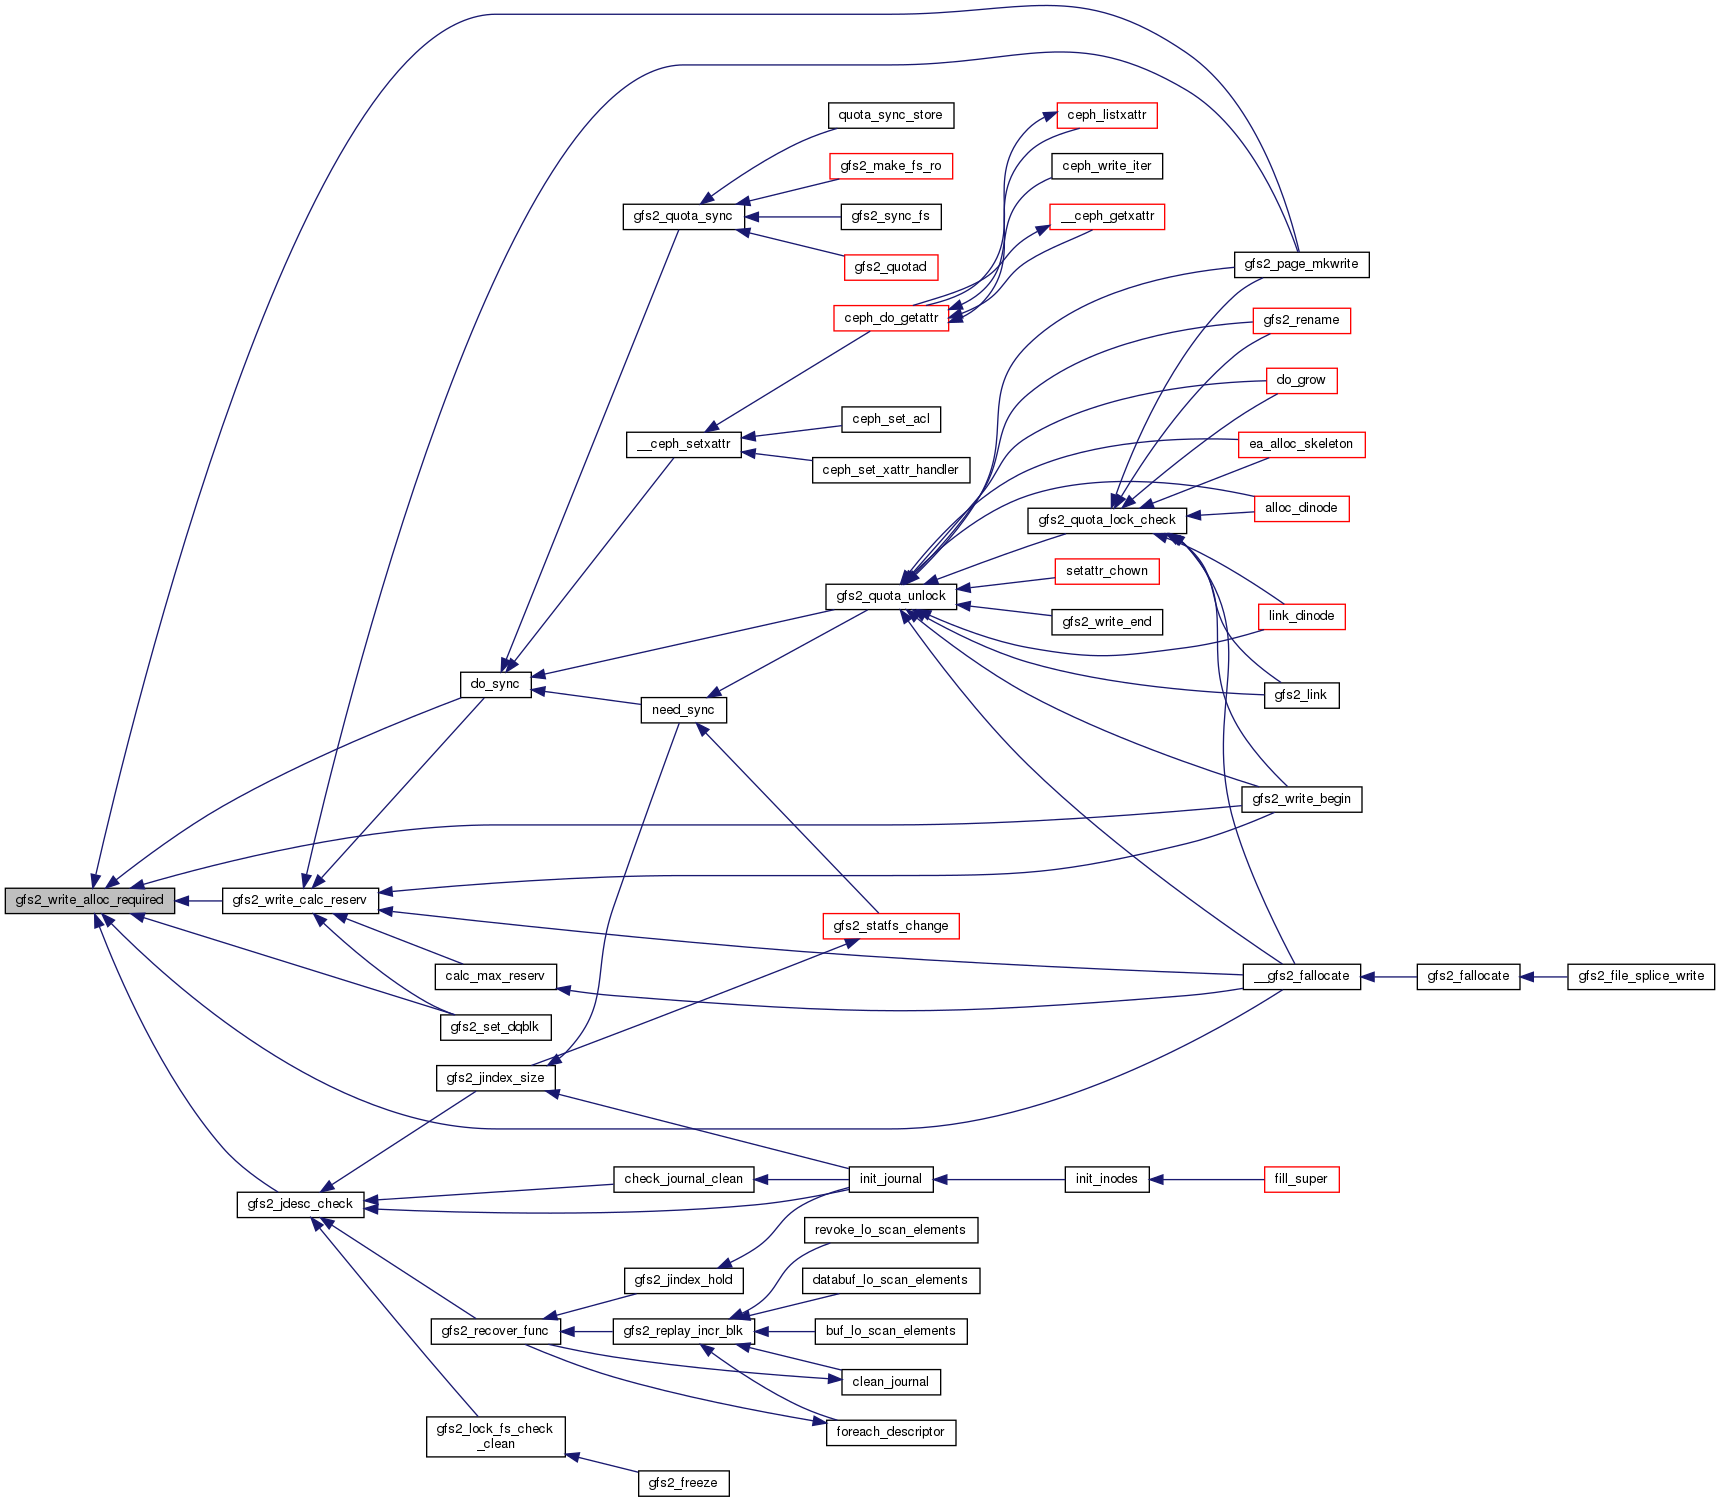 quota_sync_store
ceph_listxattr
gfs2_make_fs_ro
ceph_write_iter
gfs2_quota_sync
gfs2_sync_fs
__ceph_getxattr
gfs2_quotad
gfs2_page_mkwrite
ceph_do_getattr
gfs2_rename
do_grow
ceph_set_acl
__ceph_setxattr
ea_alloc_skeleton
ceph_set_xattr_handler
alloc_dinode
gfs2_quota_lock_check
setattr_chown
gfs2_quota_unlock
link_dinode
gfs2_write_end
do_sync
gfs2_link
need_sync
gfs2_write_begin
gfs2_write_alloc_required
gfs2_write_calc_reserv
gfs2_statfs_change
calc_max_reserv
__gfs2_fallocate
gfs2_fallocate
gfs2_file_splice_write
gfs2_set_dqblk
gfs2_jindex_size
check_journal_clean
init_journal
init_inodes
fill_super
gfs2_jdesc_check
revoke_lo_scan_elements
gfs2_jindex_hold
databuf_lo_scan_elements
gfs2_recover_func
gfs2_replay_incr_blk
buf_lo_scan_elements
clean_journal
gfs2_lock_fs_check
_clean
foreach_descriptor
gfs2_freeze